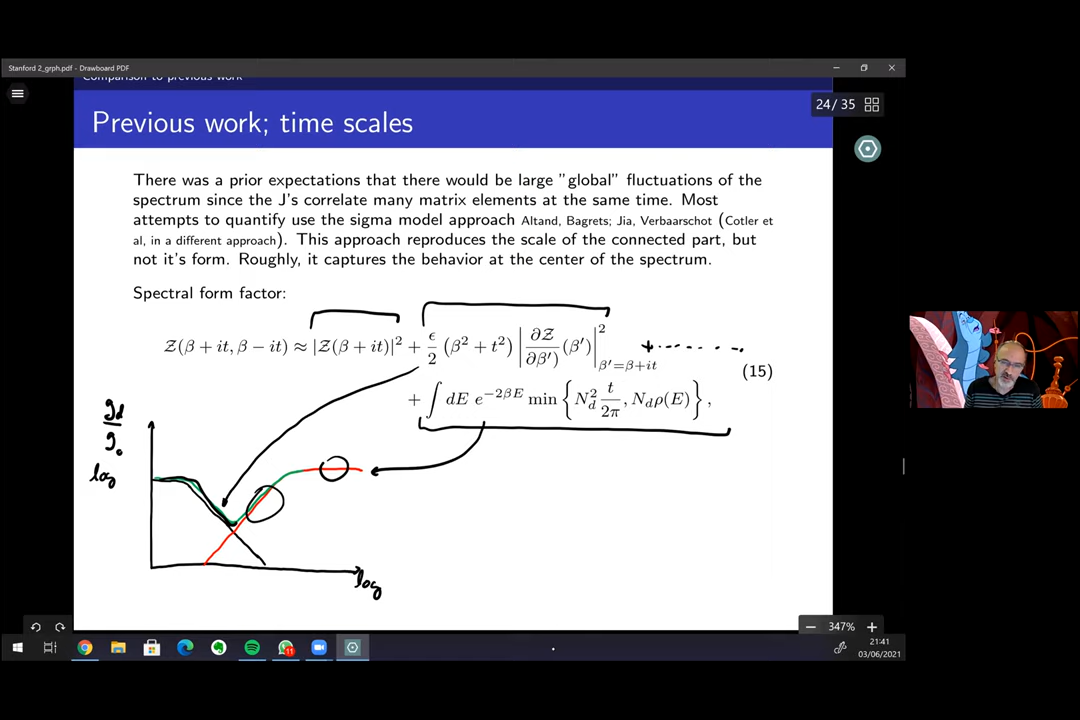 Stanford 2_grph.pdf - Drawboard PDF
Comparison to previous work
24 / 35
Previous work; time scales
There was a prior expectations that there would be large "global" fluctuations of the
spectrum since the J's correlate many matrix elements at the same time. Most
attempts to quantify use the sigma model approach Altand, Bagrets; Jia, Verbaarschot (Cotler et
al, in a different approach). This approach reproduces the scale of the connected part, but
not it's form. Roughly, it captures the behavior at the center of the spectrum.
Spectral form factor:
Z(β + it, β − it) ≈ |Z(β + it)|² + ε/2 (β² + t²) |∂Z/∂β′ (β′)|²_{β′=β+it}
+ ∫ dE e^{−2βE} min { N_d² t/2π, N_d ρ(E) } ,
(15)
log
log
347%
11
21:41
03/06/2021